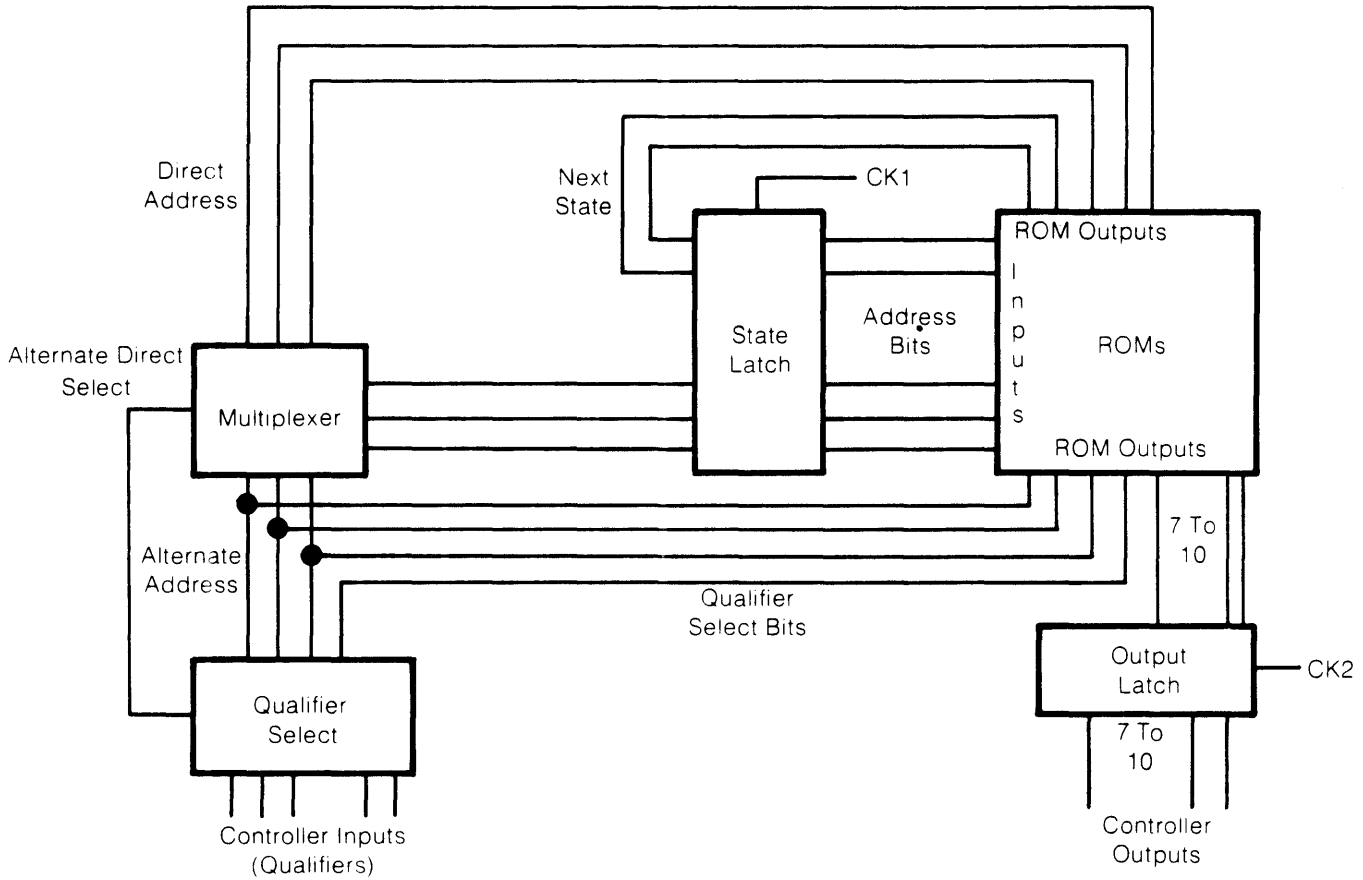 Direct
Address
Next
State
CK1
ROM Outputs
Inputs
Alternate Direct
Select
Multiplexer
State
Latch
Address
Bits
ROMs
ROM Outputs
Alternate
Address
7 To
10
Qualifier
Select Bits
Qualifier
Select
Output
Latch
CK2
7 To
10
Controller Inputs
(Qualifiers)
Controller
Outputs